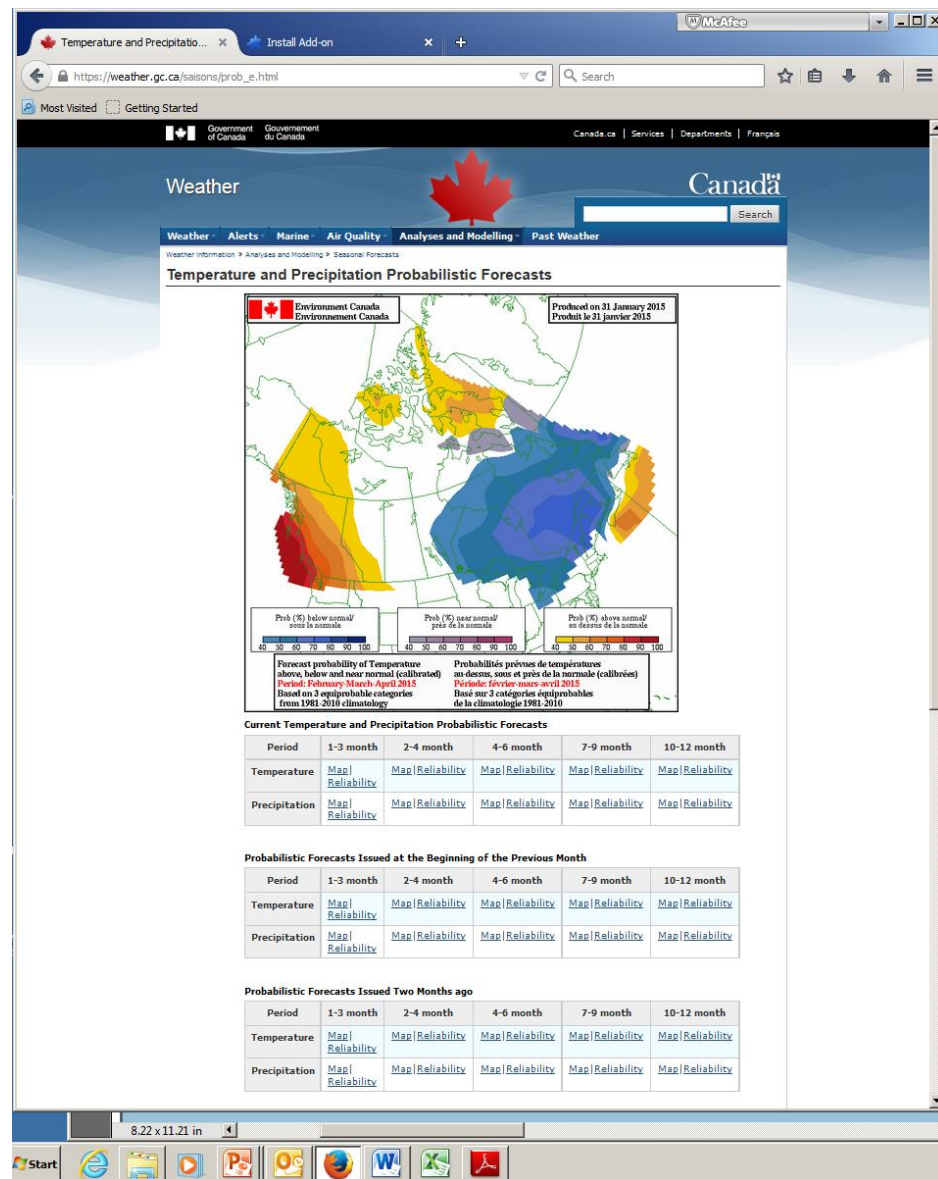 McAfee
Temperature and Precipitatio... × Install Add-on × +
https://weather.gc.ca/saisons/prob_e.html Search
Most Visited Getting Started
Government of Canada Gouvernement du Canada Canada.ca | Services | Departments | Français
Weather Canada
Search
Weather Alerts Marine Air Quality Analyses and Modelling Past Weather
Weather Information > Analyses and Modelling > Seasonal Forecasts
Temperature and Precipitation Probabilistic Forecasts
Environment Canada
Environnement Canada
Produced on 31 January 2015
Produit le 31 janvier 2015
Prob (%) below normal/
sous la normale
40 50 60 70 80 90 100
Prob (%) near normal/
près de la normale
40 50 60 70 80 90 100
Prob (%) above normal/
au dessus de la normale
40 50 60 70 80 90 100
Forecast probability of Temperature
above, below and near normal (calibrated)
Period: February-March-April 2015
Based on 3 equiprobable categories
from 1981-2010 climatology
Probabilités prévues de températures
au-dessus, sous et près de la normale (calibrées)
Période: février-mars-avril 2015
Basé sur 3 catégories équiprobables
de la climatologie 1981-2010
Current Temperature and Precipitation Probabilistic Forecasts
Period 1-3 month 2-4 month 4-6 month 7-9 month 10-12 month
Temperature Map| Reliability Map|Reliability Map|Reliability Map|Reliability Map|Reliability
Precipitation Map| Reliability Map|Reliability Map|Reliability Map|Reliability Map|Reliability
Probabilistic Forecasts Issued at the Beginning of the Previous Month
Period 1-3 month 2-4 month 4-6 month 7-9 month 10-12 month
Temperature Map| Reliability Map|Reliability Map|Reliability Map|Reliability Map|Reliability
Precipitation Map| Reliability Map|Reliability Map|Reliability Map|Reliability Map|Reliability
Probabilistic Forecasts Issued Two Months ago
Period 1-3 month 2-4 month 4-6 month 7-9 month 10-12 month
Temperature Map| Reliability Map|Reliability Map|Reliability Map|Reliability Map|Reliability
Precipitation Map| Reliability Map|Reliability Map|Reliability Map|Reliability Map|Reliability
8.22 x 11.21 in
Start